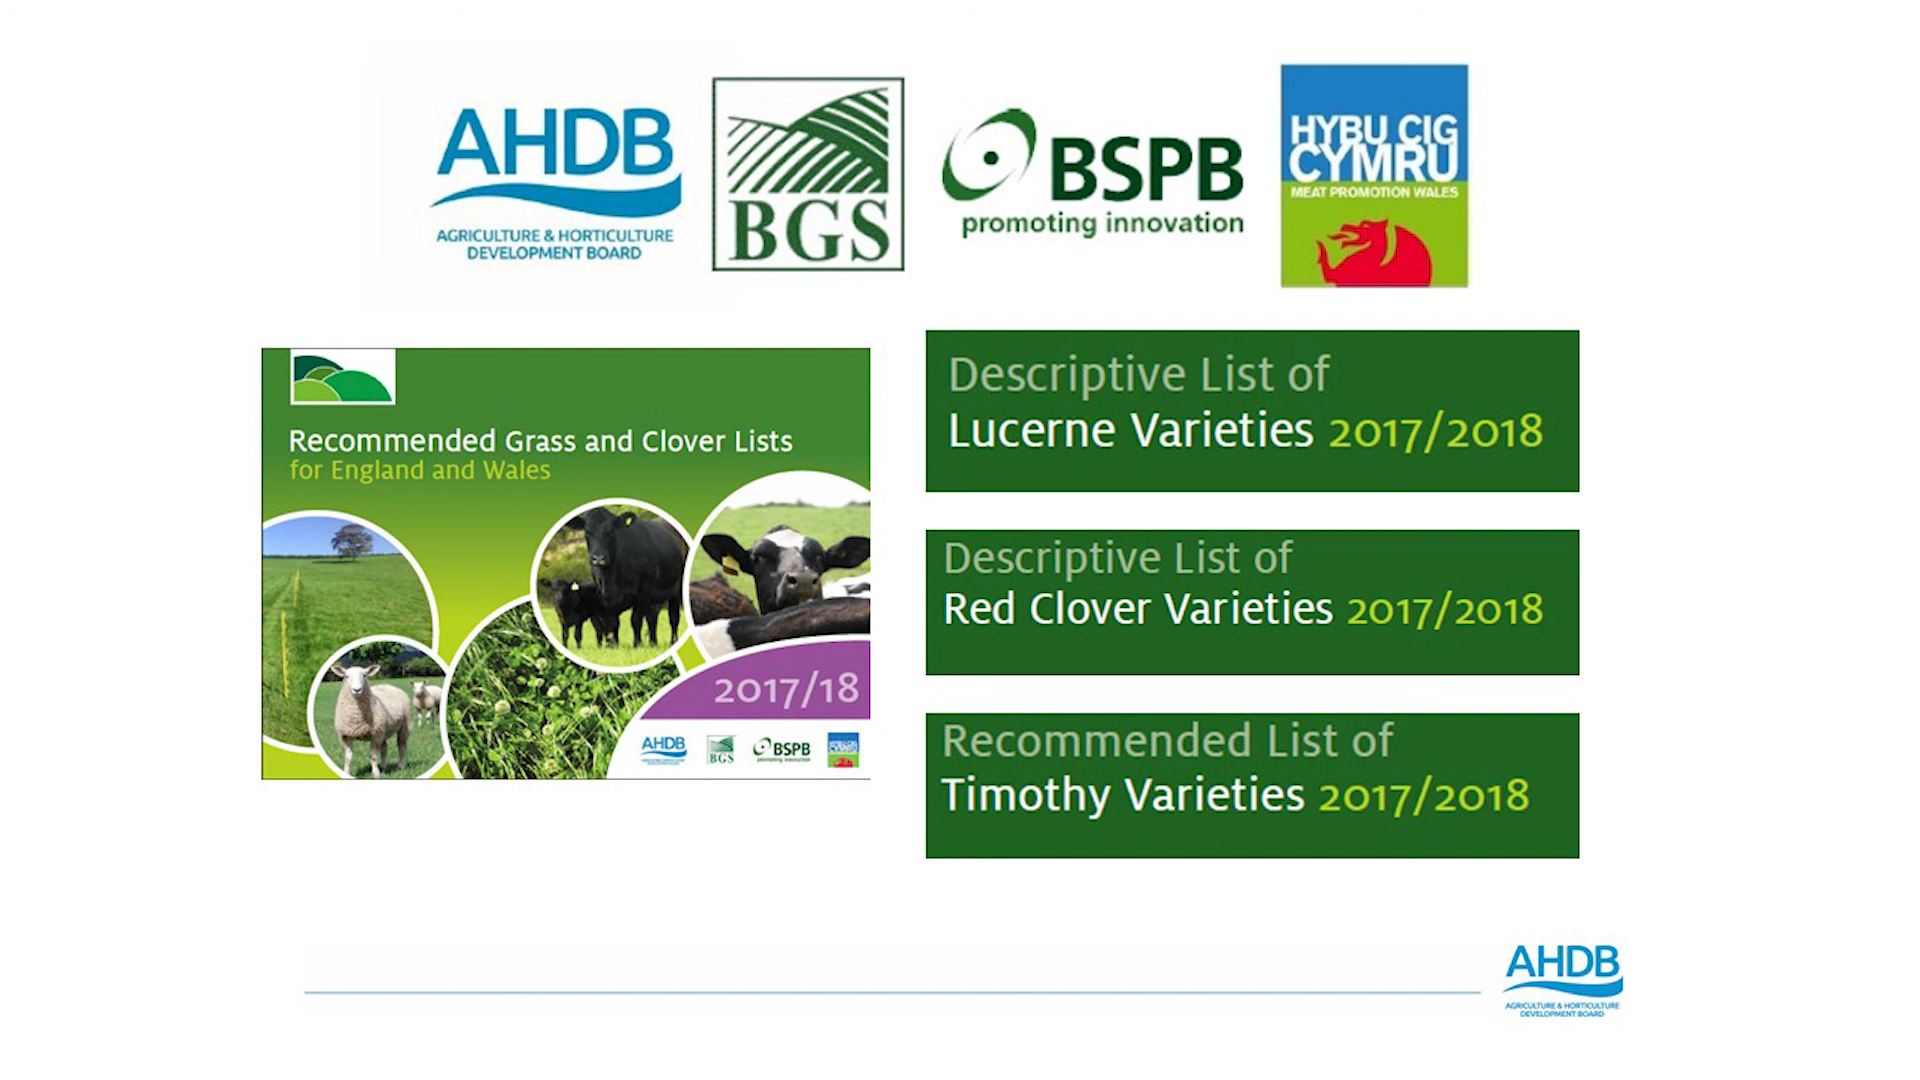 AHDB
AGRICULTURE & HORTICULTURE
DEVELOPMENT BOARD
BGS
BSPB
promoting innovation
HYBU CIG
CYMRU
MEAT PROMOTION WALES
Recommended Grass and Clover Lists
for England and Wales
2017/18
AHDB
BGS
BSPB
Descriptive List of
Lucerne Varieties 2017/2018
Descriptive List of
Red Clover Varieties 2017/2018
Recommended List of
Timothy Varieties 2017/2018
AHDB
AGRICULTURE & HORTICULTURE
DEVELOPMENT BOARD